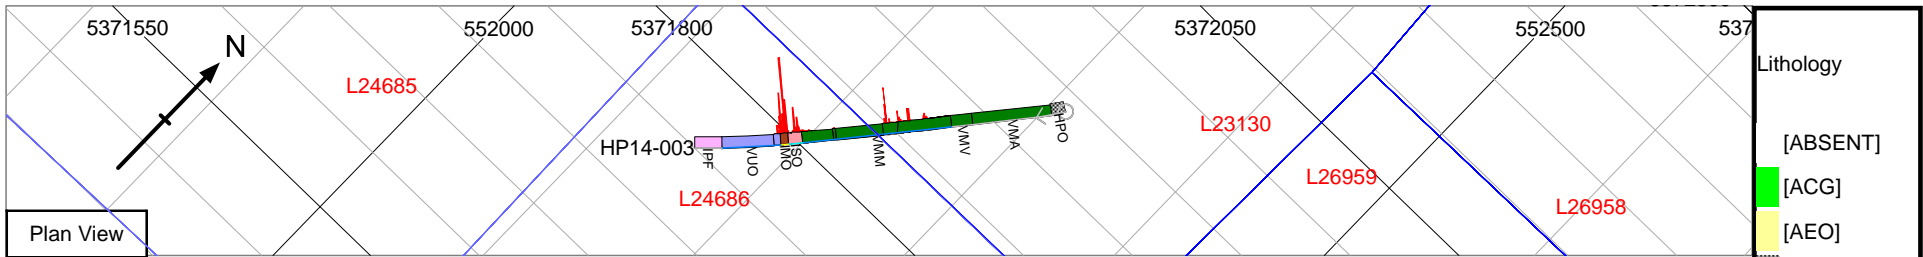 5371550
552000
5371800
5372050
552500
537
N
L24685
L23130
HP14-003
IPF
VUO
IMO
ISO
VMM
VMV
VMA
HPO
L24686
L26959
L26958
Plan View
Lithology
[ABSENT]
[ACG]
[AEO]